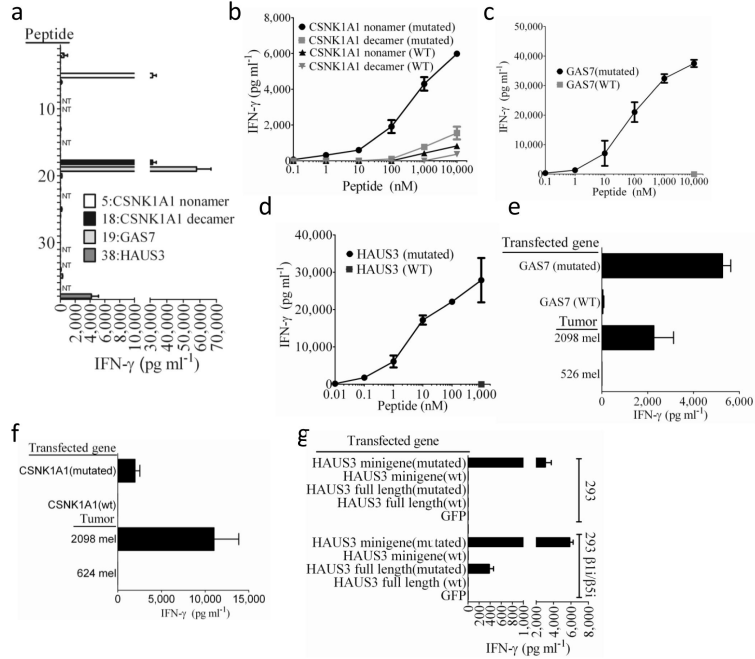 a
Peptide
NT
10
NT
NT
20
NT
30
NT
NT
NT
5:CSNK1A1 nonamer
18:CSNK1A1 decamer
19:GAS7
38:HAUS3
0
2,000
4,000
6,000
8,000
10,000
30,000
40,000
50,000
60,000
70,000
IFN-γ (pg ml-1)
b
CSNK1A1 nonamer (mutated)
CSNK1A1 decamer (mutated)
CSNK1A1 nonamer (WT)
CSNK1A1 decamer (WT)
8,000
6,000
4,000
2,000
0
IFN-γ (pg ml-1)
0.1 1 10 100 1,000 10,000
Peptide (nM)
c
50,000
40,000
30,000
20,000
10,000
0
IFN-γ (pg ml-1)
GAS7(mutated)
GAS7(WT)
0.1 1 10 100 1,000 10,000
Peptide (nM)
d
HAUS3 (mutated)
HAUS3 (WT)
40,000
30,000
20,000
10,000
0
IFN-γ (pg ml-1)
0.01 0.1 1 10 100 1,000
Peptide (nM)
e
Transfected gene
GAS7 (mutated)
GAS7 (WT)
Tumor
2098 mel
526 mel
0 2,000 4,000 6,000
IFN-γ (pg ml-1)
f
Transfected gene
CSNK1A1(mutated)
CSNK1A1(wt)
Tumor
2098 mel
624 mel
0 5,000 10,000 15,000
IFN-γ (pg ml-1)
g
Transfected gene
HAUS3 minigene(mutated)
HAUS3 minigene(wt)
HAUS3 full length(mutated)
HAUS3 full length(wt)
GFP
293
HAUS3 minigene(mutated)
HAUS3 minigene(wt)
HAUS3 full length(mutated)
HAUS3 full length (wt)
GFP
293 β1i/β5i
0
200
400
600
800
1,000
2,000
4,000
6,000
IFN-γ (pg ml-1)